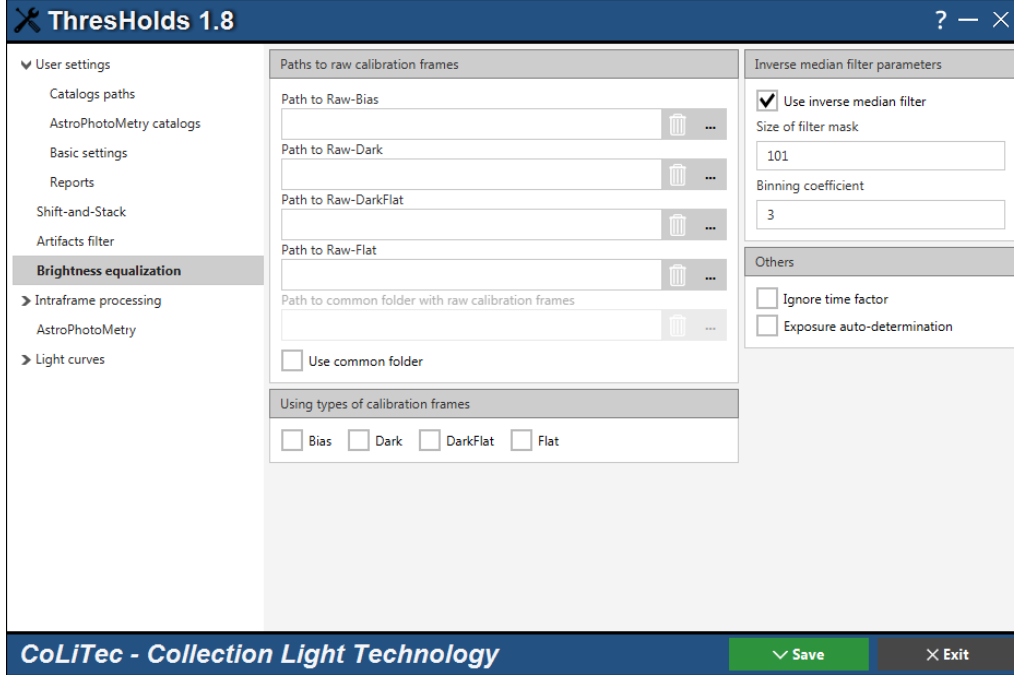 ThresHolds 1.8
? — ×
User settings
Catalogs paths
AstroPhotoMetry catalogs
Basic settings
Reports
Shift-and-Stack
Artifacts filter
Brightness equalization
Intraframe processing
AstroPhotoMetry
Light curves
Paths to raw calibration frames
Path to Raw-Bias
...
Path to Raw-Dark
...
Path to Raw-DarkFlat
...
Path to Raw-Flat
...
Path to common folder with raw calibration frames
...
Use common folder
Using types of calibration frames
Bias Dark DarkFlat Flat
Inverse median filter parameters
Use inverse median filter
Size of filter mask
101
Binning coefficient
3
Others
Ignore time factor
Exposure auto-determination
CoLiTec - Collection Light Technology
Save
Exit